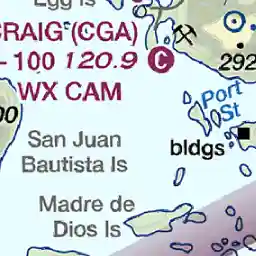 Egg Is
CRAIG (CGA)
- 100 120.9 C
292
WX CAM
Port
St
00
bldgs
San Juan
Bautista Is
Madre de
Dios Is